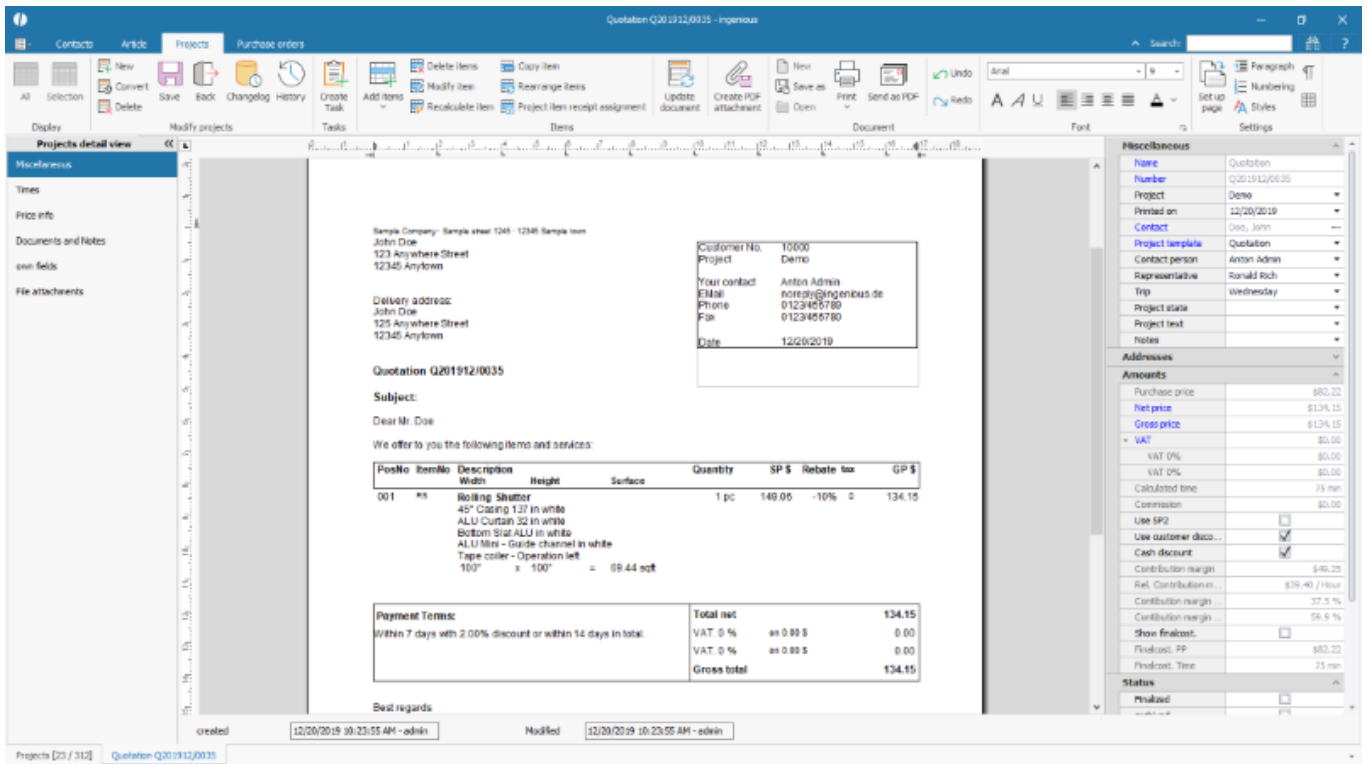 Quotation Q201912/0035 - ingenious
Contacts Article Projects Purchase orders Search: ?
All Selection New Convert Delete Save Back Changelog History Create Task Add items Delete items Modify item Recalculate item Copy item Rearrange items Project item receipt assignment Update document Create PDF attachment New Save as Open Print Send as PDF Undo Redo Arial 9 A A U A Set up page Paragraph Numbering Styles
Display Modify projects Tasks Items Document Font Settings
Projects detail view
Miscellaneous
Times
Price info
Documents and Notes
own fields
File attachments
Sample Company- Sample street 1245 - 12345 Sample town
John Doe
123 Anywhere Street
12345 Anytown
Delivery address:
John Doe
125 Anywhere Street
12345 Anytown
Customer No. 10000
Project Demo
Your contact Anton Admin
EMail noreply@ingenious.de
Phone 0123/456789
Fax 0123/456780
Date 12/20/2019
Quotation Q201912/0035
Subject:
Dear Mr. Doe
We offer to you the following items and services:
PosNo ItemNo Description Quantity SP $ Rebate tax GP $
Width Height Surface
001 RS Rolling Shutter 1 pc 149.06 -10% 0 134.15
45° Casing 137 in white
ALU Curtain 32 in white
Bottom Slat ALU in white
ALU Mini - Guide channel in white
Tape coiler - Operation left
100" x 100" = 69.44 sqft
Payment Terms:
Within 7 days with 2.00% discount or within 14 days in total.
Total net 134.15
VAT. 0 % on 0.00 $ 0.00
VAT. 0 % on 0.00 $ 0.00
Gross total 134.15
Best regards
created 12/20/2019 10:23:55 AM - admin Modified 12/20/2019 10:23:55 AM - admin
Projects [23 / 312] Quotation Q201912/0035
Miscellaneous
Name Quotation
Number Q201912/0035
Project Demo
Printed on 12/20/2019
Contact Doe, John
Project template Quotation
Contact person Anton Admin
Representative Ronald Rich
Trip Wednesday
Project state
Project text
Notes
Addresses
Amounts
Purchase price $82.22
Net price $134.15
Gross price $134.15
VAT $0.00
VAT 0% $0.00
VAT 0% $0.00
Calculated time 75 min
Commission $0.00
Use SP2
Use customer disco...
Cash discount
Contribution margin $49.25
Rel. Contribution m... $39.40 / Hour
Contibution margin ... 37.5 %
Contibution margin ... 59.9 %
Show finalcost.
Finalcost. PP $82.22
Finalcost. Time 75 min
Status
Finalized